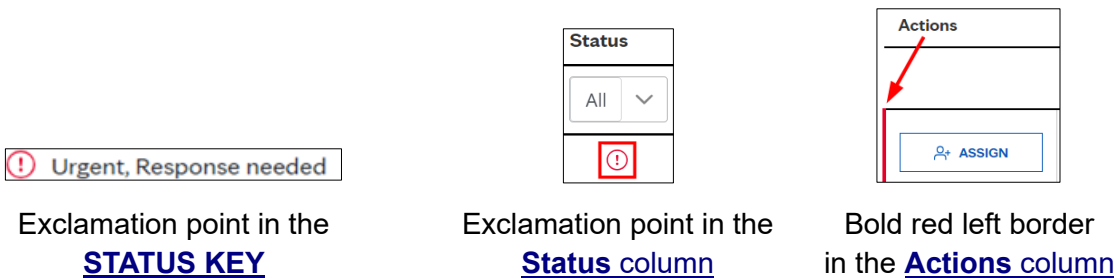 Actions
Status
All
ASSIGN
Urgent, Response needed
Exclamation point in the
STATUS KEY
Exclamation point in the
Status column
Bold red left border
in the Actions column